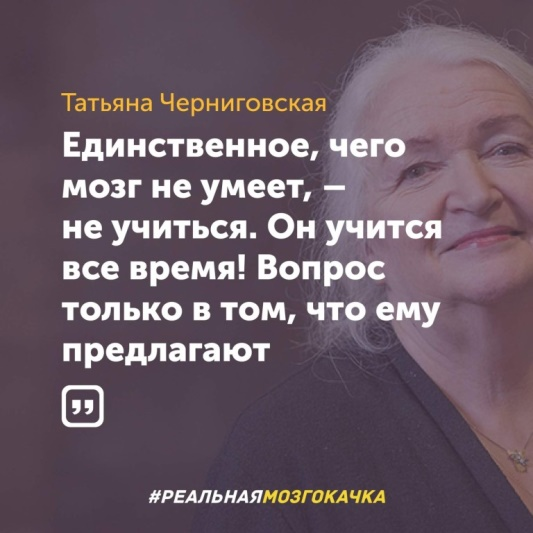 Татьяна Черниговская
Единственное, чего
мозг не умеет, –
не учиться. Он учится
все время! Вопрос
только в том, что ему
предлагают
#РЕАЛЬНАЯМОЗГОКАЧКА